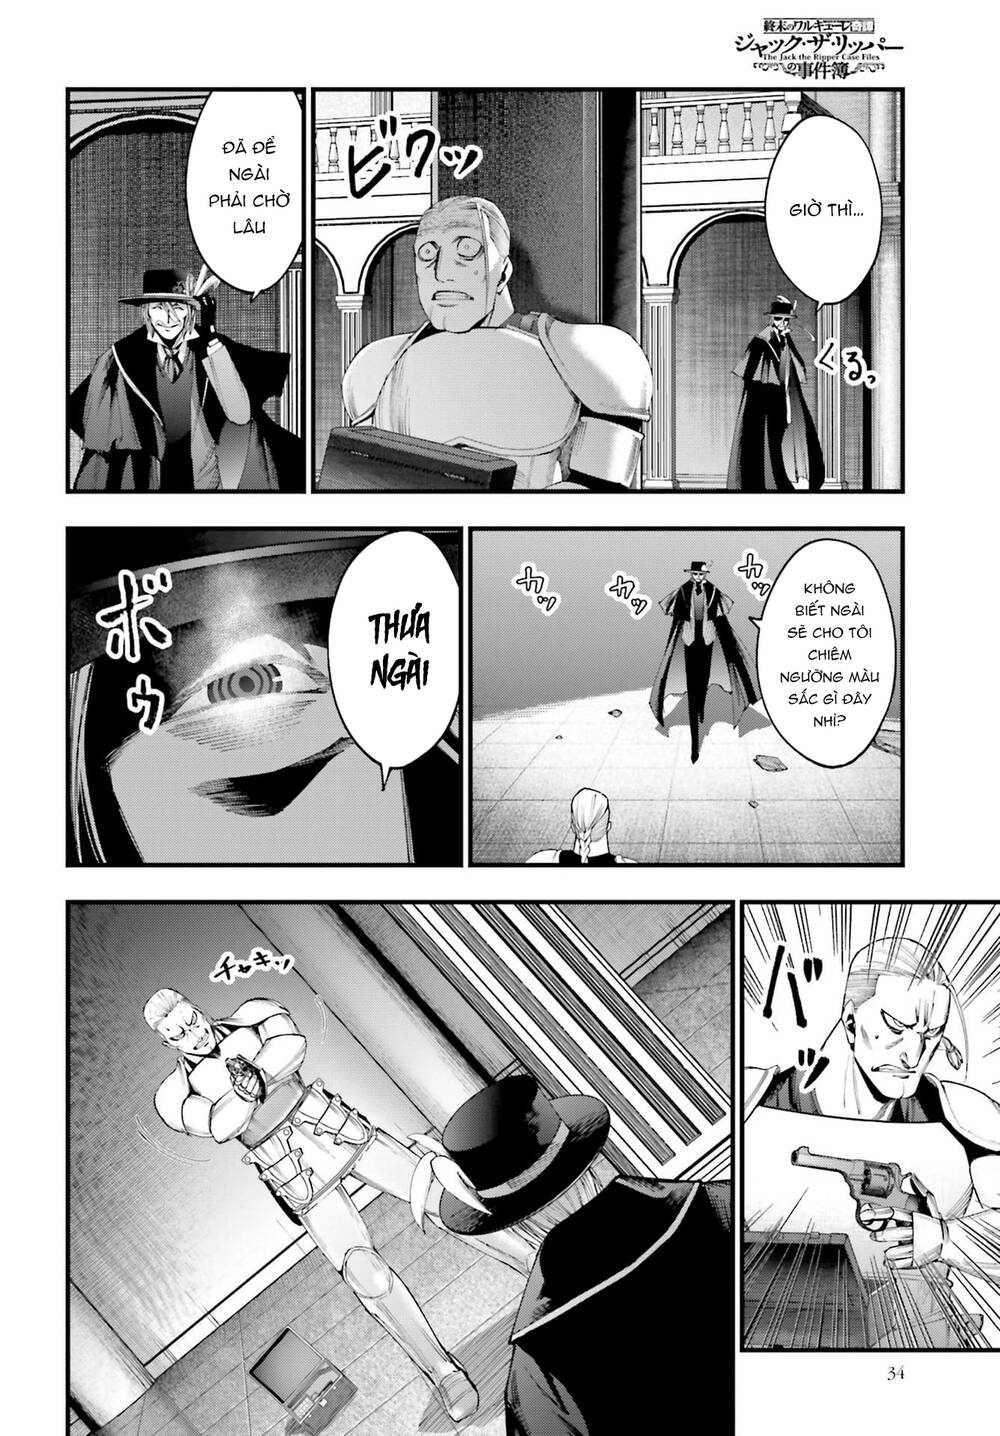 終末のワルキューレ奇譚
ジャック・ザ・リッパー
The Jack the Ripper Case Files
の事件簿
GIỜ THÌ...
くるっ
ビクッ
ĐÃ ĐỂ
NGÀI
PHẢI CHỜ
LÂU
KHÔNG
BIẾT NGÀI
SẼ CHO TÔI
CHIÊM
NGƯỠNG MÀU
SẮC GÌ ĐÂY
NHỈ?
カッ
カッ
カッ
THƯA
NGÀI
ボウ
バッ
チャキッ
34